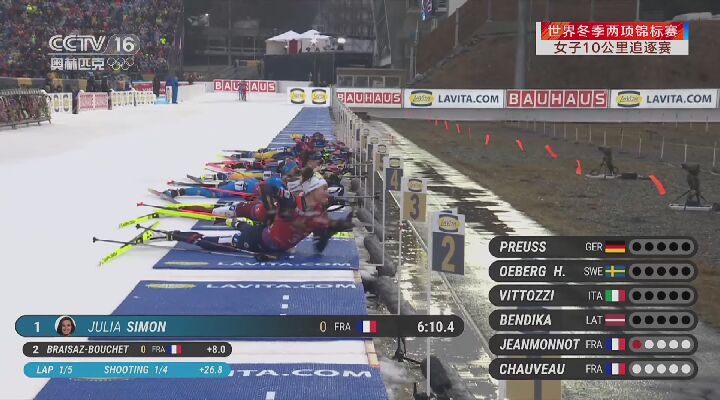 CCTV 16
奥林匹克
世界冬季两项锦标赛
女子10公里追逐赛
BAUHAUS
BAUHAUS
LAVITA.COM
BAUHAUS
LAVITA.COM
4
3
2
LAVITA.COM
LAVITA.COM
LAVITA.COM
PREUSS GER
OEBERG H. SWE
VITTOZZI ITA
BENDIKA LAT
JEANMONNOT FRA
CHAUVEAU FRA
1 JULIA SIMON 0 FRA 6:10.4
2 BRAISAZ-BOUCHET 0 FRA +8.0
LAP 1/5 SHOOTING 1/4 +26.8